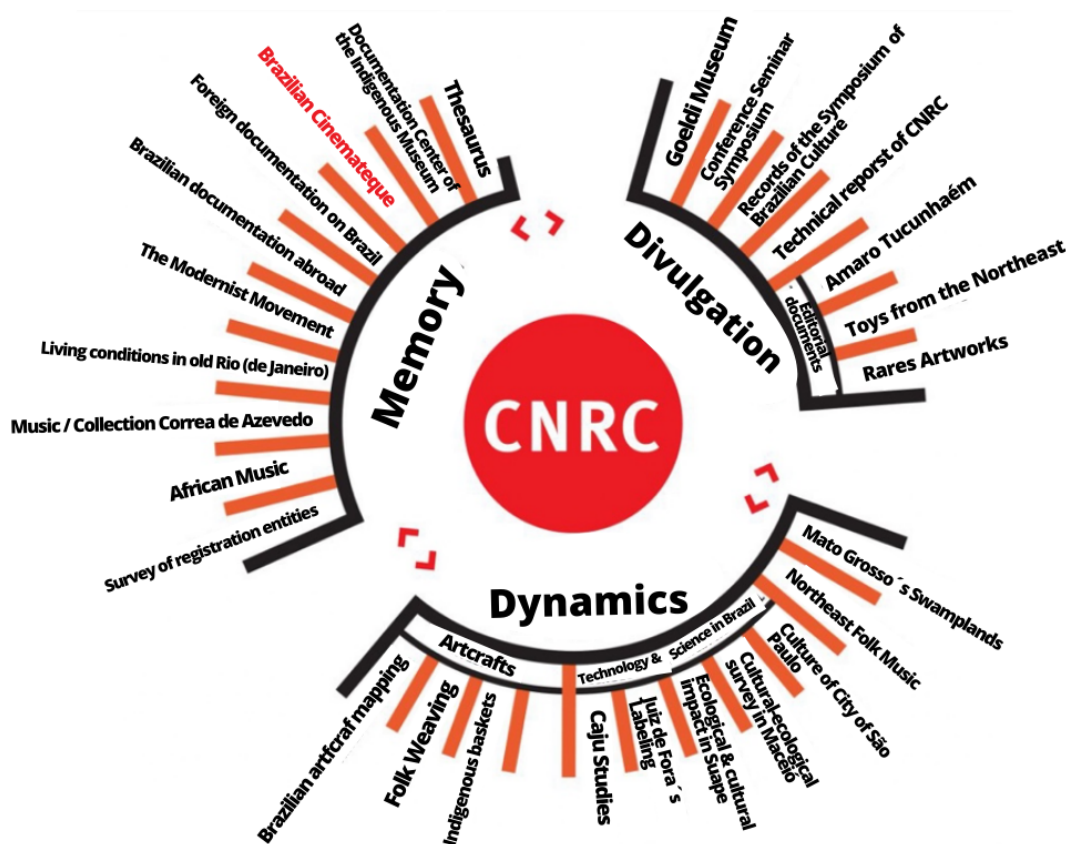 CNRC
Memory
Thesaurus
Documentation Center of
the Indigenous Museum
Brazilian Cinemateque
Foreign documentation on Brazil
Brazilian documentation abroad
The Modernist Movement
Living conditions in old Rio (de Janeiro)
Music / Collection Correa de Azevedo
African Music
Survey of registration entities
Divulgation
Goeldi Museum
Conference Seminar
Symposium
Records of the Symposium of
Brazilian Culture
Technical reporst of CNRC
Editorial
documents
Amaro Tucunhaém
Toys from the Northeast
Rares Artworks
Dynamics
Mato Grosso´s Swamplands
Northeast Folk Music
Technology & Science in Brazil
Culture of City of São
Paulo
Cultural-ecological
survey in Maceió
Ecological & cultural
impact in Suape
Juiz de Fora´s
Labeling
Caju Studies
Artcrafts
Indigenous baskets
Folk Weaving
Brazilian artfcraf mapping